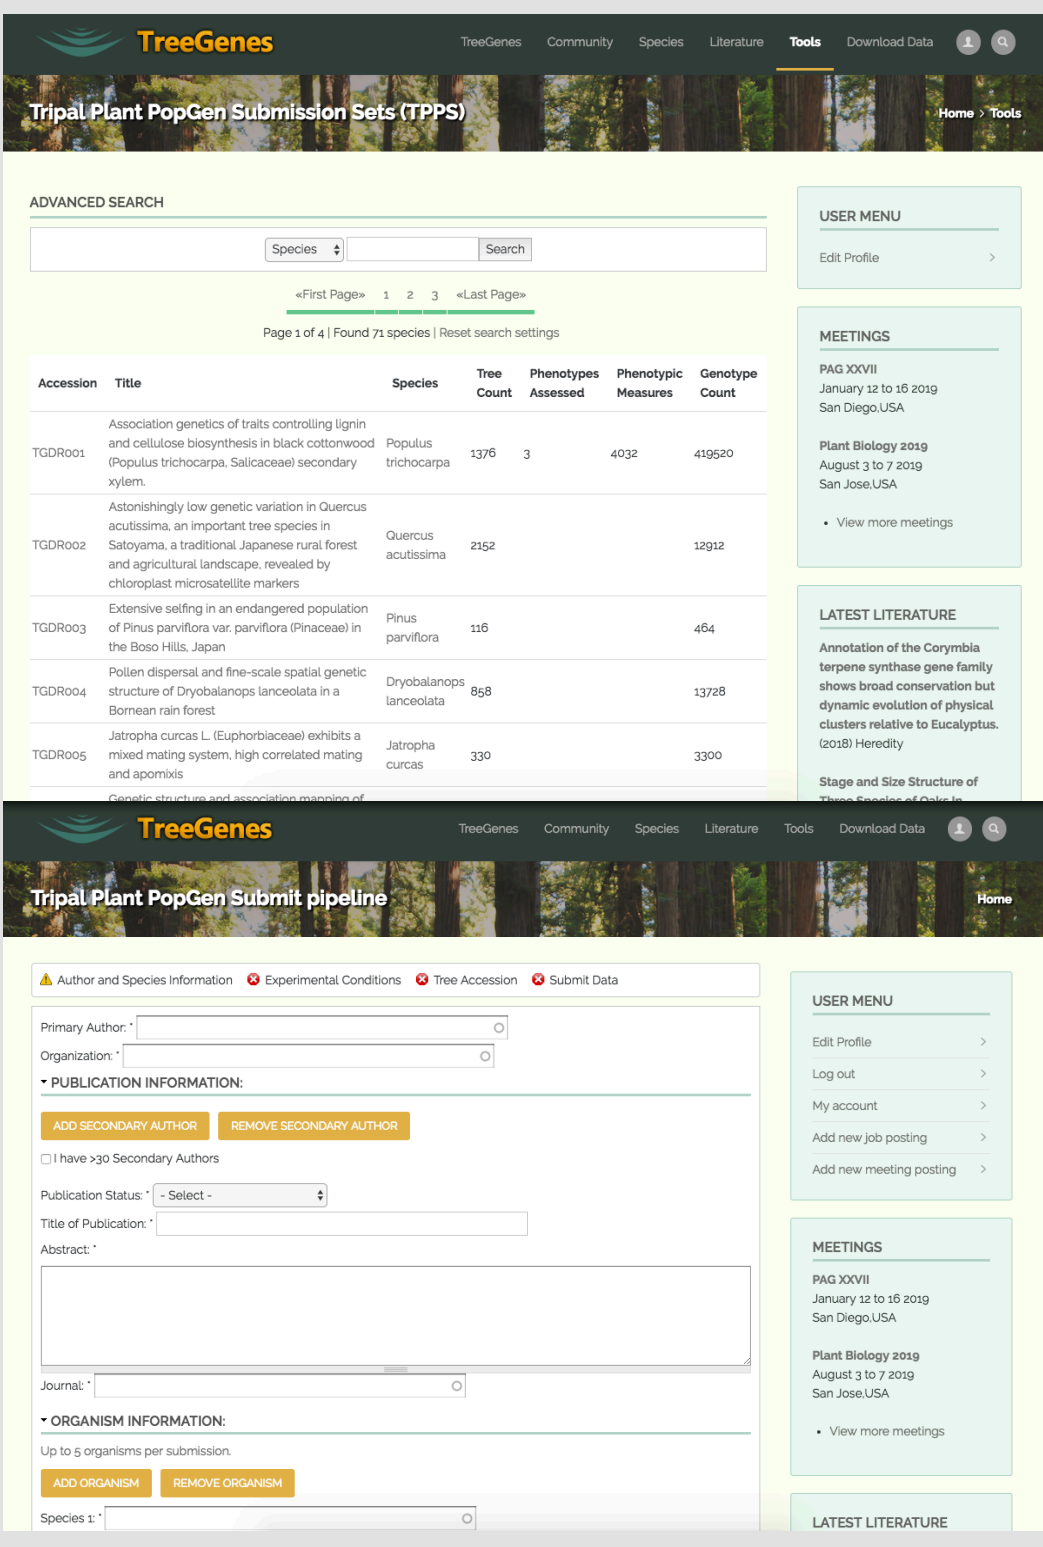 TreeGenes
TreeGenes Community Species Literature Tools Download Data
Tripal Plant PopGen Submission Sets (TPPS)
Home > Tools
ADVANCED SEARCH
Species Search
«First Page» 1 2 3 «Last Page»
Page 1 of 4 | Found 71 species | Reset search settings
Accession Title Species Tree Count Phenotypes Assessed Phenotypic Measures Genotype Count
TGDR001
Association genetics of traits controlling lignin
and cellulose biosynthesis in black cottonwood
(Populus trichocarpa, Salicaceae) secondary
xylem.
Populus
trichocarpa
1376 3 4032 419520
TGDR002
Astonishingly low genetic variation in Quercus
acutissima, an important tree species in
Satoyama, a traditional Japanese rural forest
and agricultural landscape, revealed by
chloroplast microsatellite markers
Quercus
acutissima
2152 12912
TGDR003
Extensive selfing in an endangered population
of Pinus parviflora var. parviflora (Pinaceae) in
the Boso Hills, Japan
Pinus
parviflora
116 464
TGDR004
Pollen dispersal and fine-scale spatial genetic
structure of Dryobalanops lanceolata in a
Bornean rain forest
Dryobalanops
lanceolata
858 13728
TGDR005
Jatropha curcas L. (Euphorbiaceae) exhibits a
mixed mating system, high correlated mating
and apomixis
Jatropha
curcas
330 3300
Genetic structure and association mapping of
USER MENU
Edit Profile >
MEETINGS
PAG XXVII
January 12 to 16 2019
San Diego,USA
Plant Biology 2019
August 3 to 7 2019
San Jose,USA
• View more meetings
LATEST LITERATURE
Annotation of the Corymbia
terpene synthase gene family
shows broad conservation but
dynamic evolution of physical
clusters relative to Eucalyptus.
(2018) Heredity
Stage and Size Structure of
Three Species of Oaks In
TreeGenes
TreeGenes Community Species Literature Tools Download Data
Tripal Plant PopGen Submit pipeline
Home
Author and Species Information Experimental Conditions Tree Accession Submit Data
Primary Author: *
Organization: *
PUBLICATION INFORMATION:
ADD SECONDARY AUTHOR REMOVE SECONDARY AUTHOR
I have >30 Secondary Authors
Publication Status: * - Select -
Title of Publication: *
Abstract: *
Journal: *
ORGANISM INFORMATION:
Up to 5 organisms per submission.
ADD ORGANISM REMOVE ORGANISM
Species 1: *
USER MENU
Edit Profile >
Log out >
My account >
Add new job posting >
Add new meeting posting >
MEETINGS
PAG XXVII
January 12 to 16 2019
San Diego,USA
Plant Biology 2019
August 3 to 7 2019
San Jose,USA
• View more meetings
LATEST LITERATURE